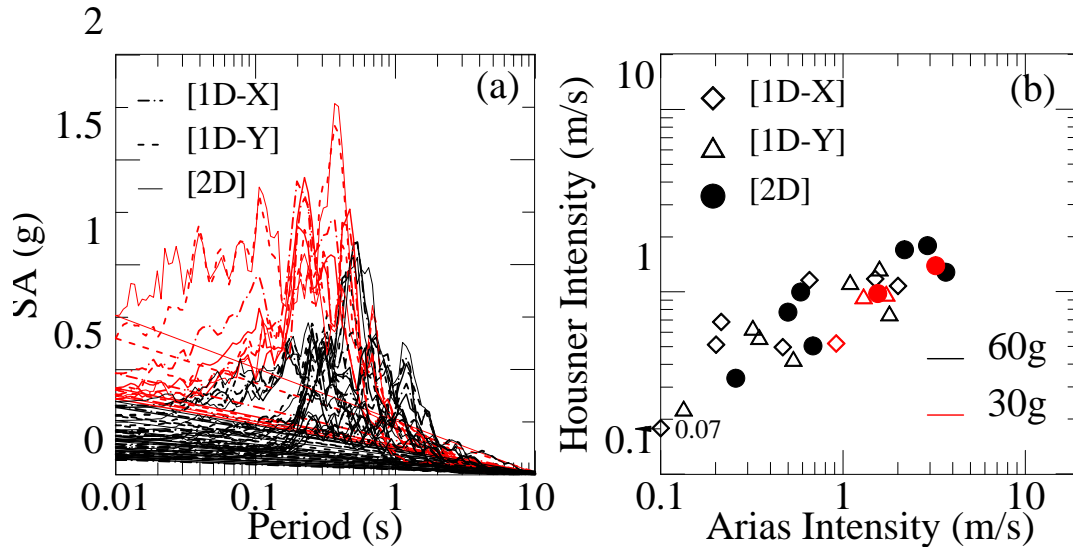 2
1.5
1
0.5
0
SA (g)
(a)
[1D-X]
[1D-Y]
[2D]
0.01
0.1
1
10
Period (s)
10
1
0.1
Housner Intensity (m/s)
(b)
[1D-X]
[1D-Y]
[2D]
60g
30g
0.07
0.1
1
10
Arias Intensity (m/s)